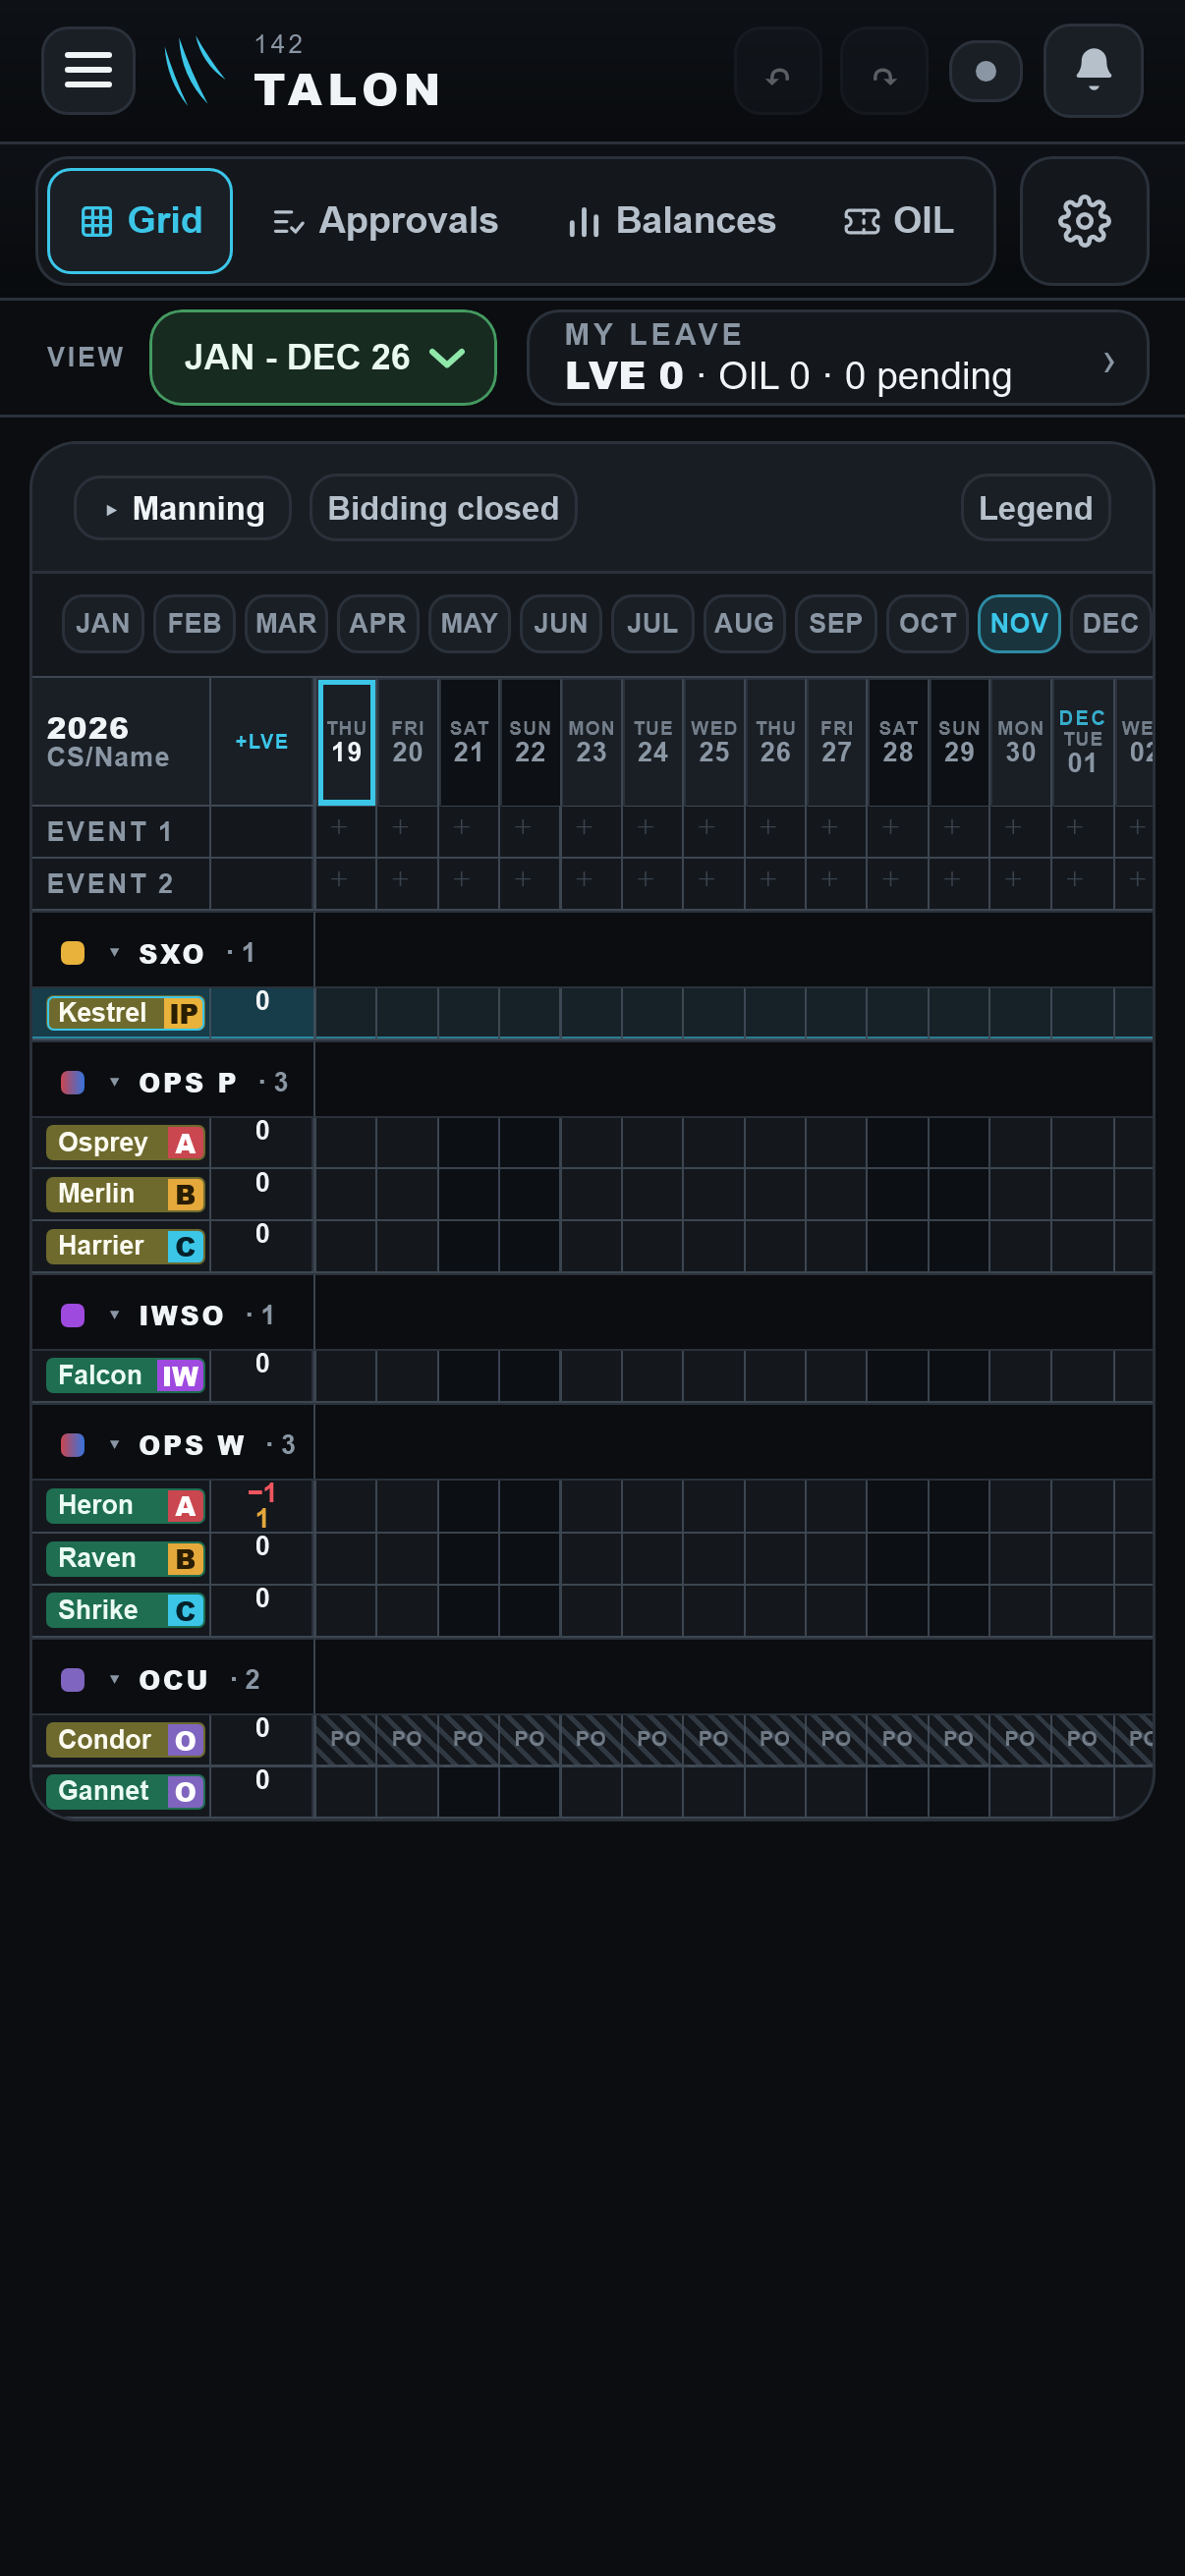 142
TALON
Grid Approvals Balances OIL
VIEW JAN - DEC 26
MY LEAVE
LVE 0 · OIL 0 · 0 pending ›
▸ Manning Bidding closed Legend
JAN FEB MAR APR MAY JUN JUL AUG SEP OCT NOV DEC
2026
CS/Name
+LVE
THU 19 FRI 20 SAT 21 SUN 22 MON 23 TUE 24 WED 25 THU 26 FRI 27 SAT 28 SUN 29 MON 30 DEC TUE 01 WE 02
EVENT 1 + + + + + + + + + + + + + +
EVENT 2 + + + + + + + + + + + + + +
▾ SXO · 1
Kestrel IP 0
▾ OPS P · 3
Osprey A 0
Merlin B 0
Harrier C 0
▾ IWSO · 1
Falcon IW 0
▾ OPS W · 3
Heron A −1
1
Raven B 0
Shrike C 0
▾ OCU · 2
Condor O 0 PO PO PO PO PO PO PO PO PO PO PO PO PO PO
Gannet O 0